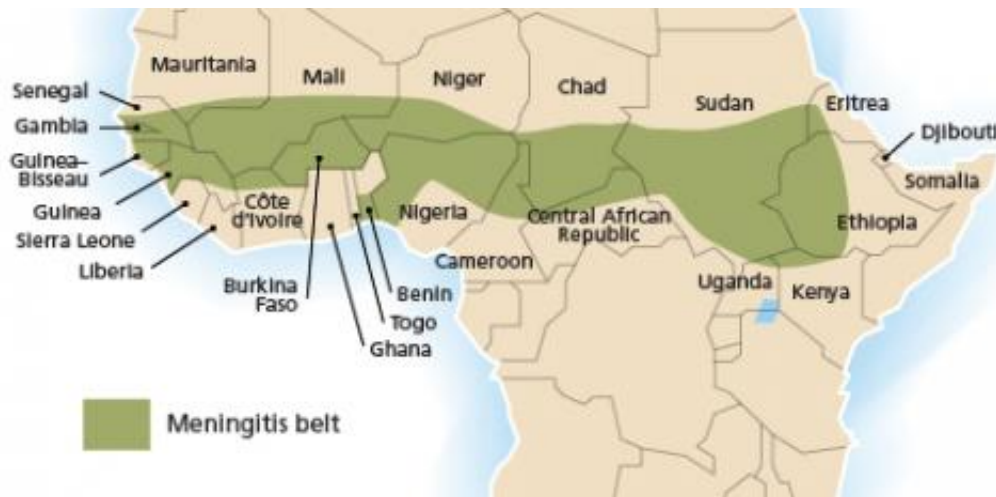 Mauritania
Mali
Niger
Chad
Sudan
Eritrea
Djibouti
Somalia
Ethiopia
Senegal
Gambia
Guinea–
Bisseau
Guinea
Sierra Leone
Liberia
Côte
d'Ivoire
Burkina
Faso
Ghana
Togo
Benin
Nigeria
Cameroon
Central African
Republic
Uganda
Kenya
Meningitis belt